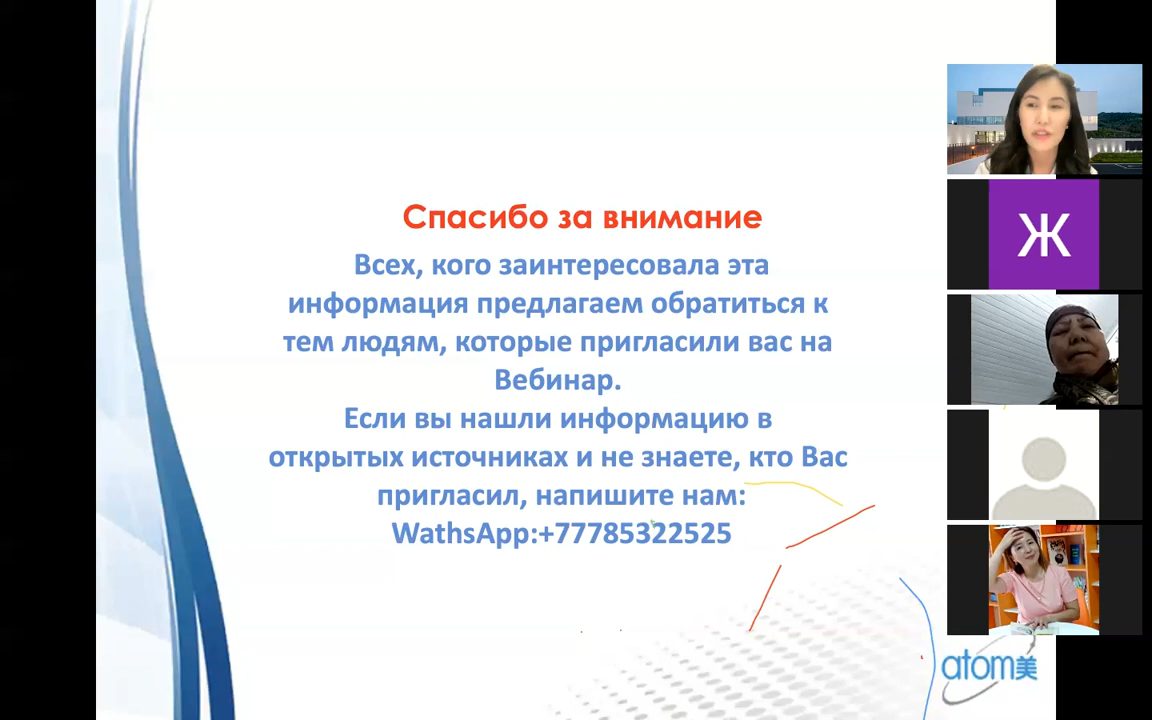 Спасибо за внимание
Всех, кого заинтересовала эта
информация предлагаем обратиться к
тем людям, которые пригласили вас на
Вебинар.
Если вы нашли информацию в
открытых источниках и не знаете, кто Вас
пригласил, напишите нам:
WathsApp:+77785322525
Ж
atom美